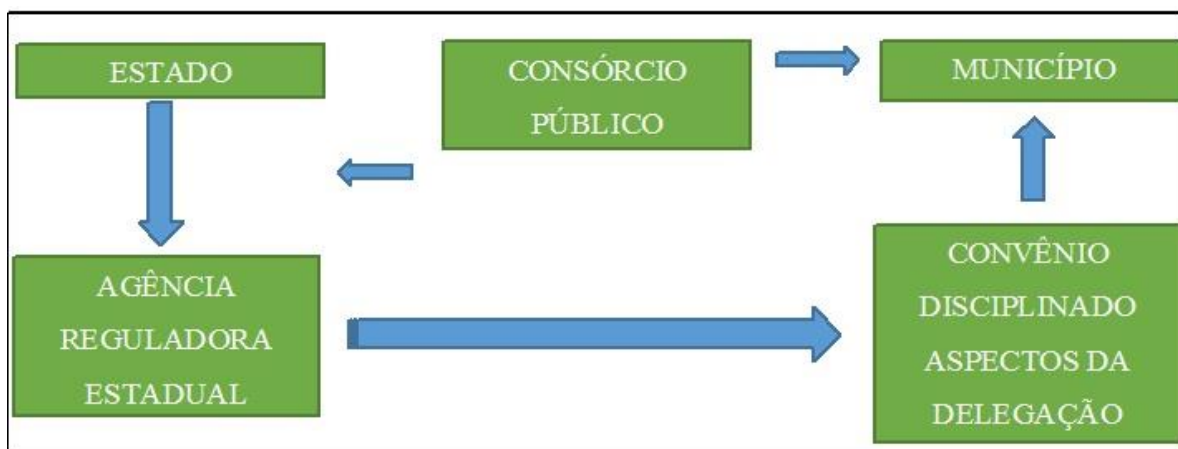 ESTADO
CONSÓRCIO
PÚBLICO
MUNICÍPIO
AGÊNCIA
REGULADORA
ESTADUAL
CONVÊNIO
DISCIPLINADO
ASPECTOS DA
DELEGAÇÃO